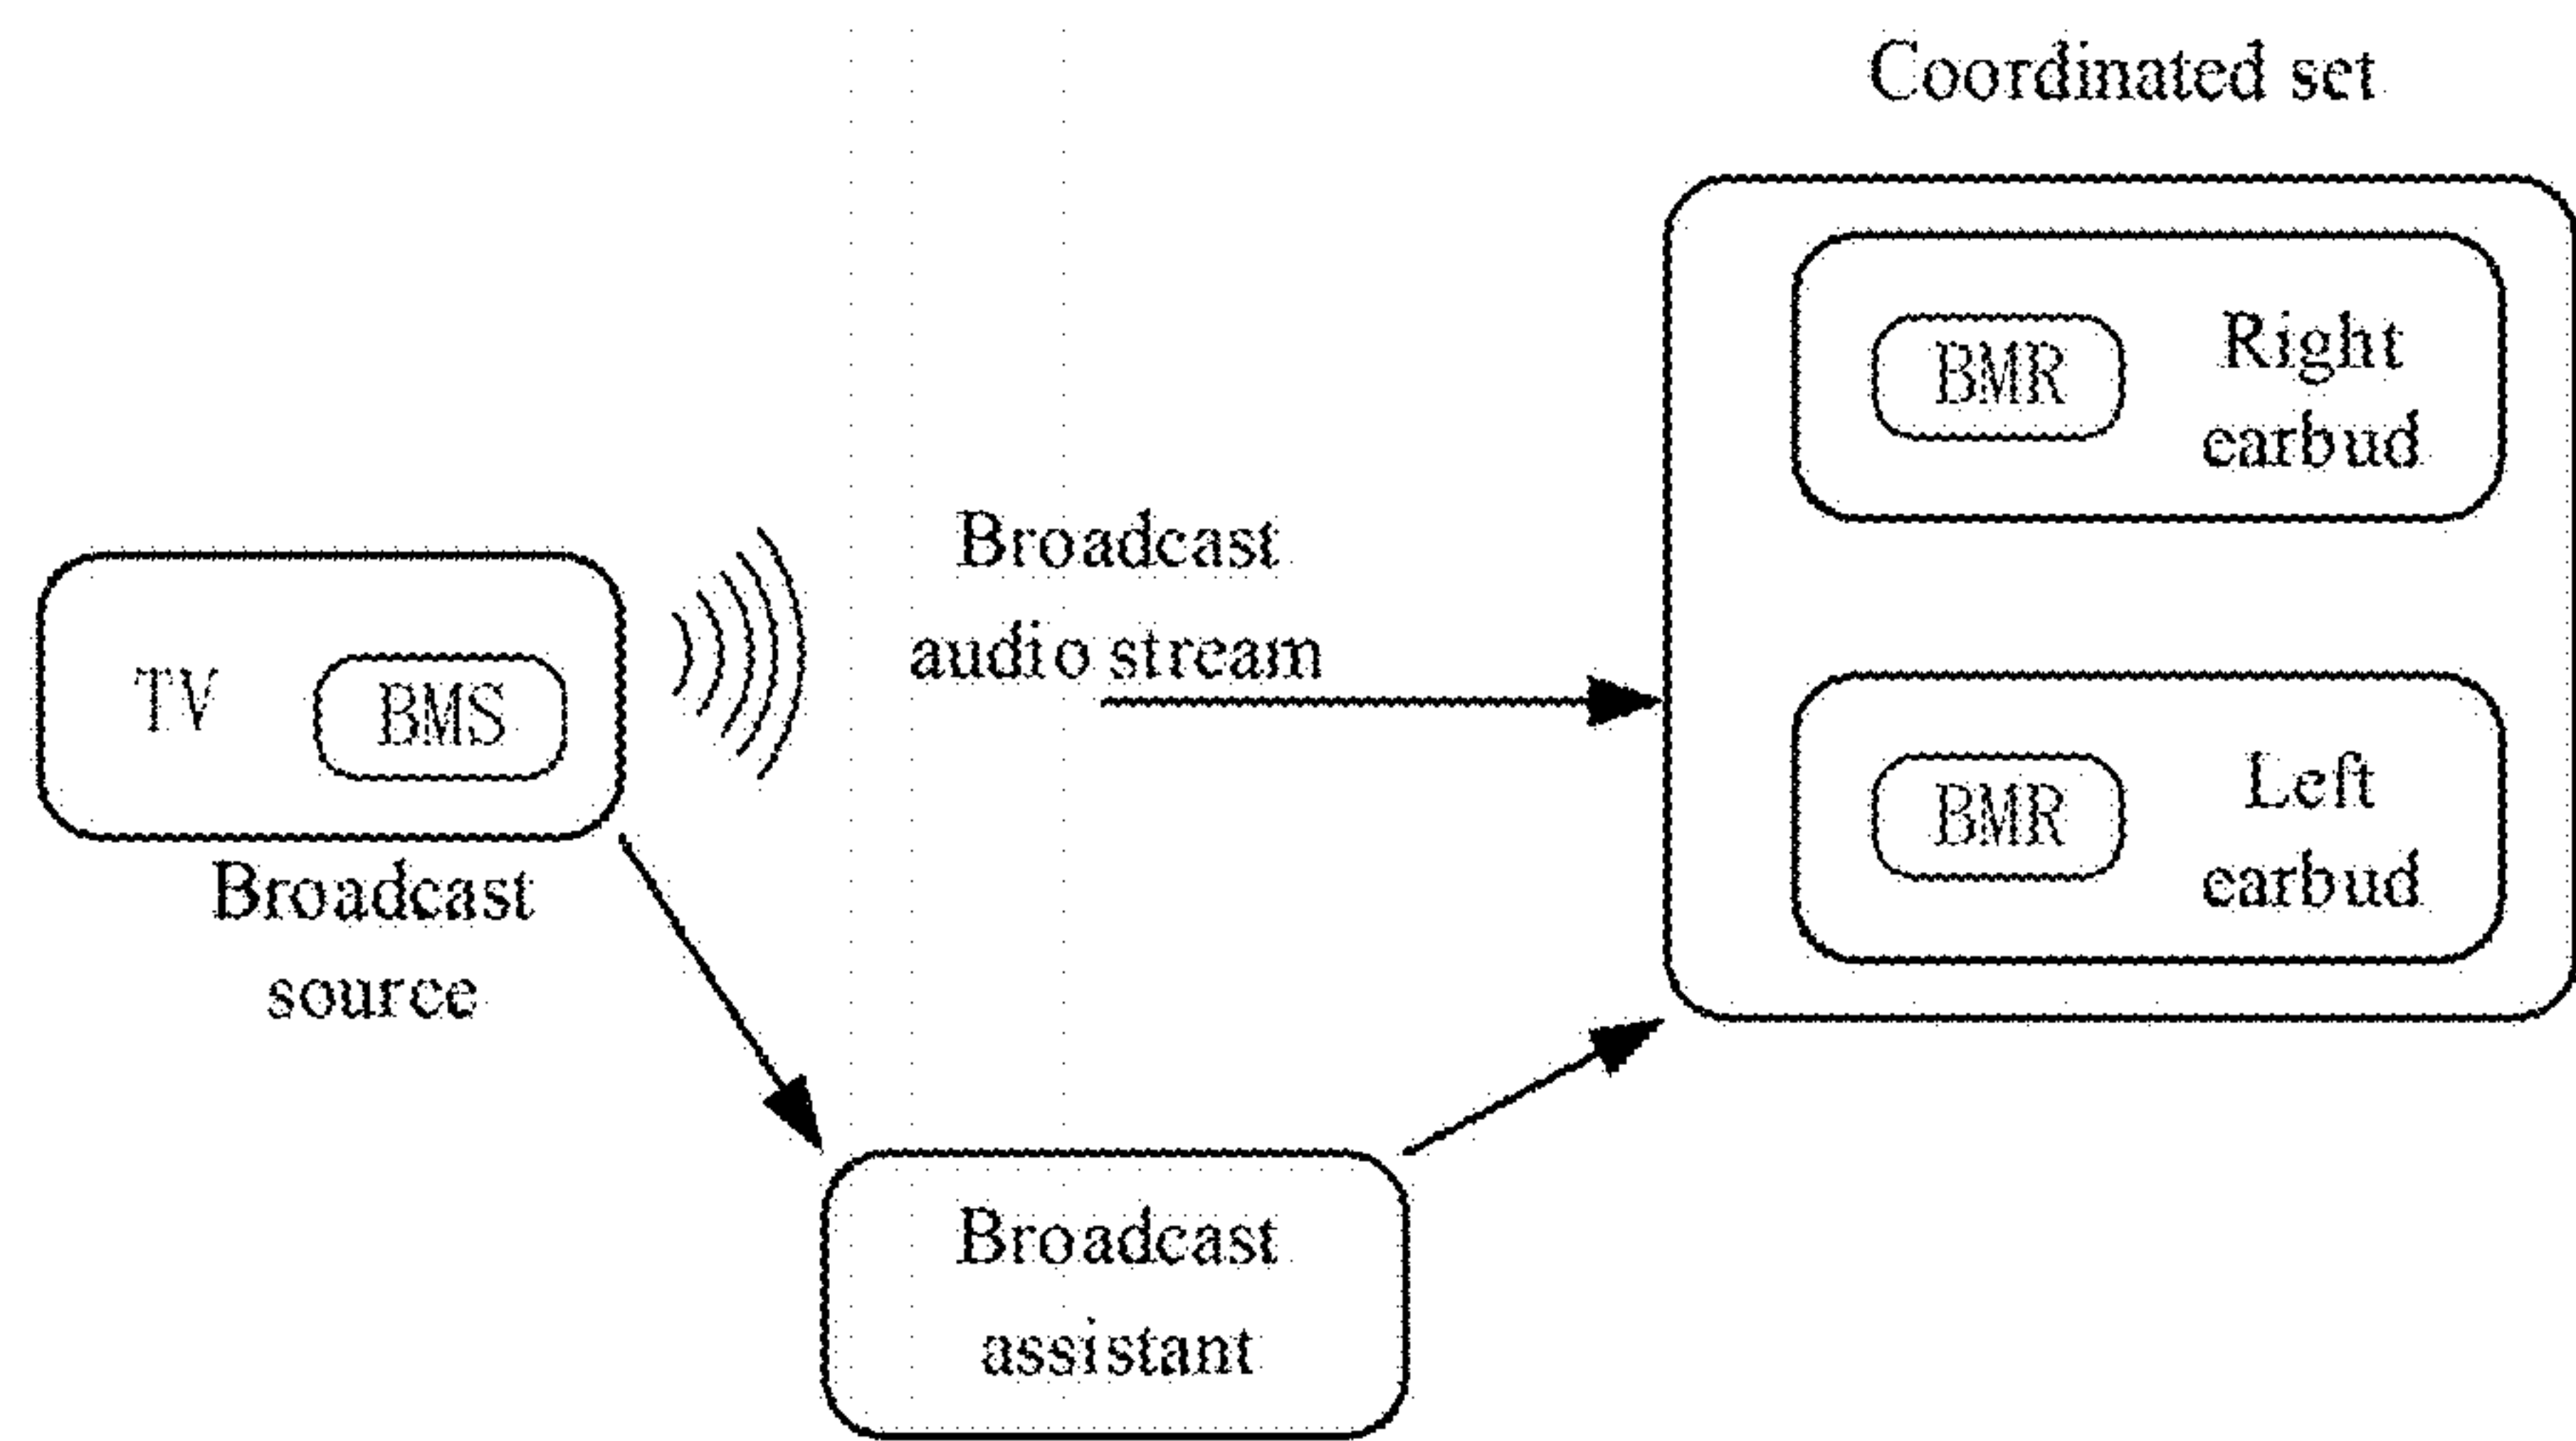 Coordinated set
BMR
Right
earbud
Broadcast
audio stream
TV
BMS
BMR
Left
earbud
Broadcast
source
Broadcast
assistant